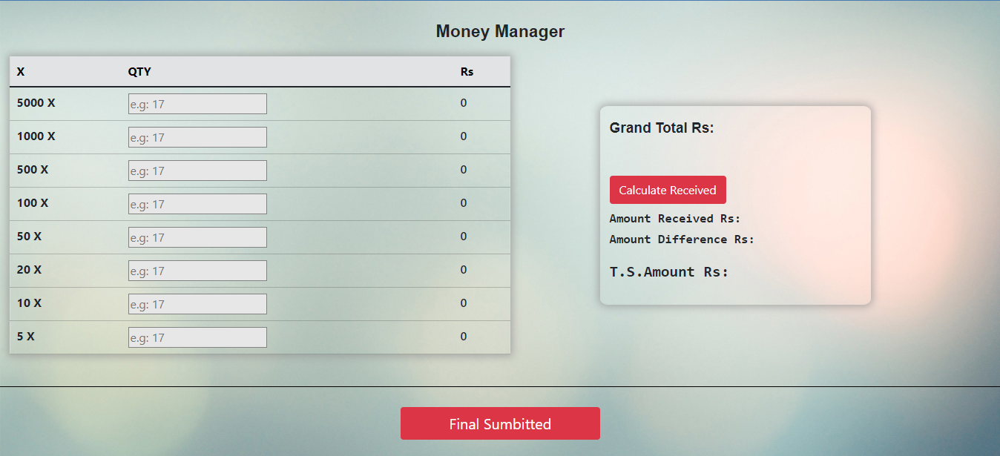 Money Manager
X QTY Rs
5000 X e.g: 17 0
1000 X e.g: 17 0
500 X e.g: 17 0
100 X e.g: 17 0
50 X e.g: 17 0
20 X e.g: 17 0
10 X e.g: 17 0
5 X e.g: 17 0
Grand Total Rs:
Calculate Received
Amount Received Rs:
Amount Difference Rs:
T.S.Amount Rs:
Final Sumbitted